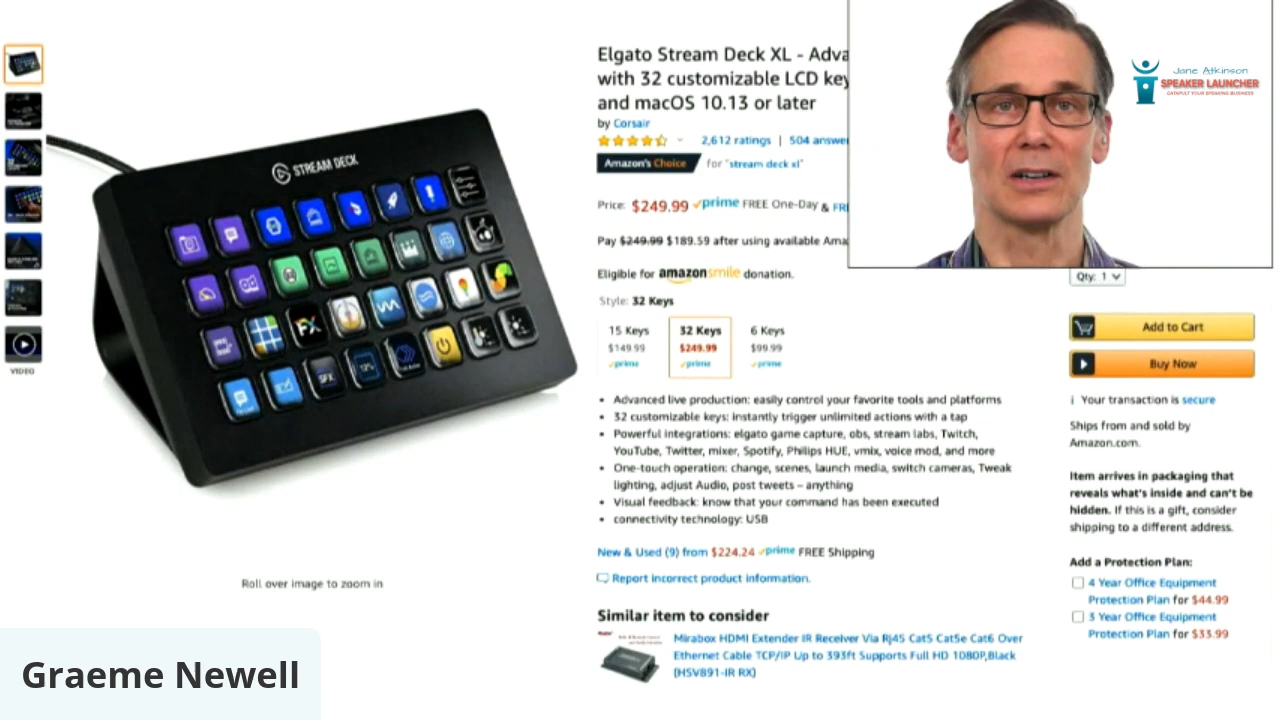 STREAM DECK
VIDEO
Roll over image to zoom in
Elgato Stream Deck XL - Adva
with 32 customizable LCD key
and macOS 10.13 or later
by Corsair
2,612 ratings | 504 answe
Amazon's Choice for "stream deck xl"
Price: $249.99 prime FREE One-Day & FR
Pay $249.99 $189.59 after using available Ama
Eligible for amazonsmile donation.
Style: 32 Keys
15 Keys
$149.99
prime
32 Keys
$249.99
prime
6 Keys
$99.99
prime
• Advanced live production: easily control your favorite tools and platforms
• 32 customizable keys: instantly trigger unlimited actions with a tap
• Powerful integrations: elgato game capture, obs, stream labs, Twitch,
YouTube, Twitter, mixer, Spotify, Philips HUE, vmix, voice mod, and more
• One-touch operation: change, scenes, launch media, switch cameras, Tweak
lighting, adjust Audio, post tweets – anything
• Visual feedback: know that your command has been executed
• connectivity technology: USB
New & Used (9) from $224.24 prime FREE Shipping
Report incorrect product information.
Similar item to consider
Mirabox HDMI Extender IR Receiver Via Rj45 Cat5 Cat5e Cat6 Over
Ethernet Cable TCP/IP Up to 393ft Supports Full HD 1080P,Black
(HSV891-IR RX)
Jane Atkinson
SPEAKER LAUNCHER
CATAPULT YOUR SPEAKING BUSINESS
Qty: 1
Add to Cart
Buy Now
Your transaction is secure
Ships from and sold by
Amazon.com.
Item arrives in packaging that
reveals what's inside and can't be
hidden. If this is a gift, consider
shipping to a different address.
Add a Protection Plan:
4 Year Office Equipment
Protection Plan for $44.99
3 Year Office Equipment
Protection Plan for $33.99
Graeme Newell